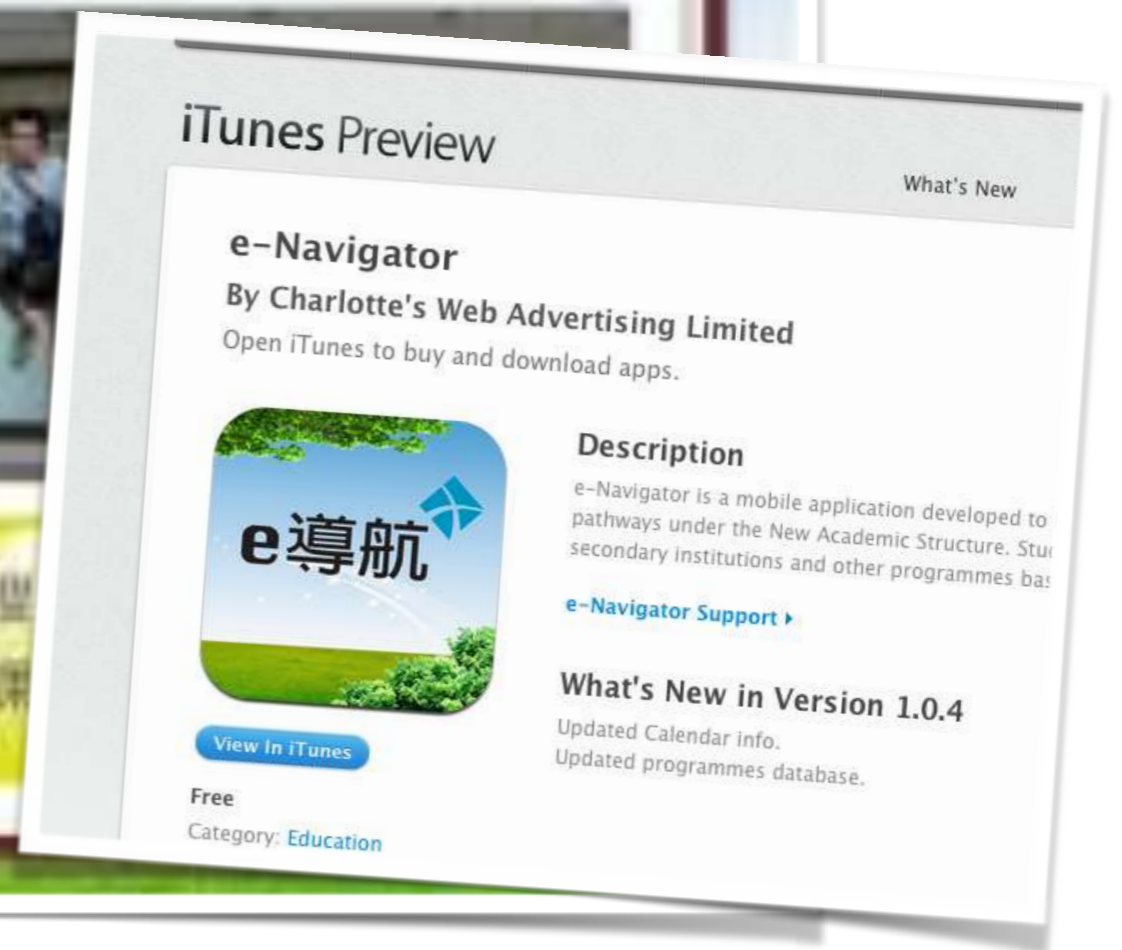 iTunes Preview
What's New
e-Navigator
By Charlotte's Web Advertising Limited
Open iTunes to buy and download apps.
e導航
View In iTunes
Free
Category: Education
Description
e-Navigator is a mobile application developed to
pathways under the New Academic Structure. Stu
secondary institutions and other programmes bas
e-Navigator Support
What's New in Version 1.0.4
Updated Calendar info.
Updated programmes database.